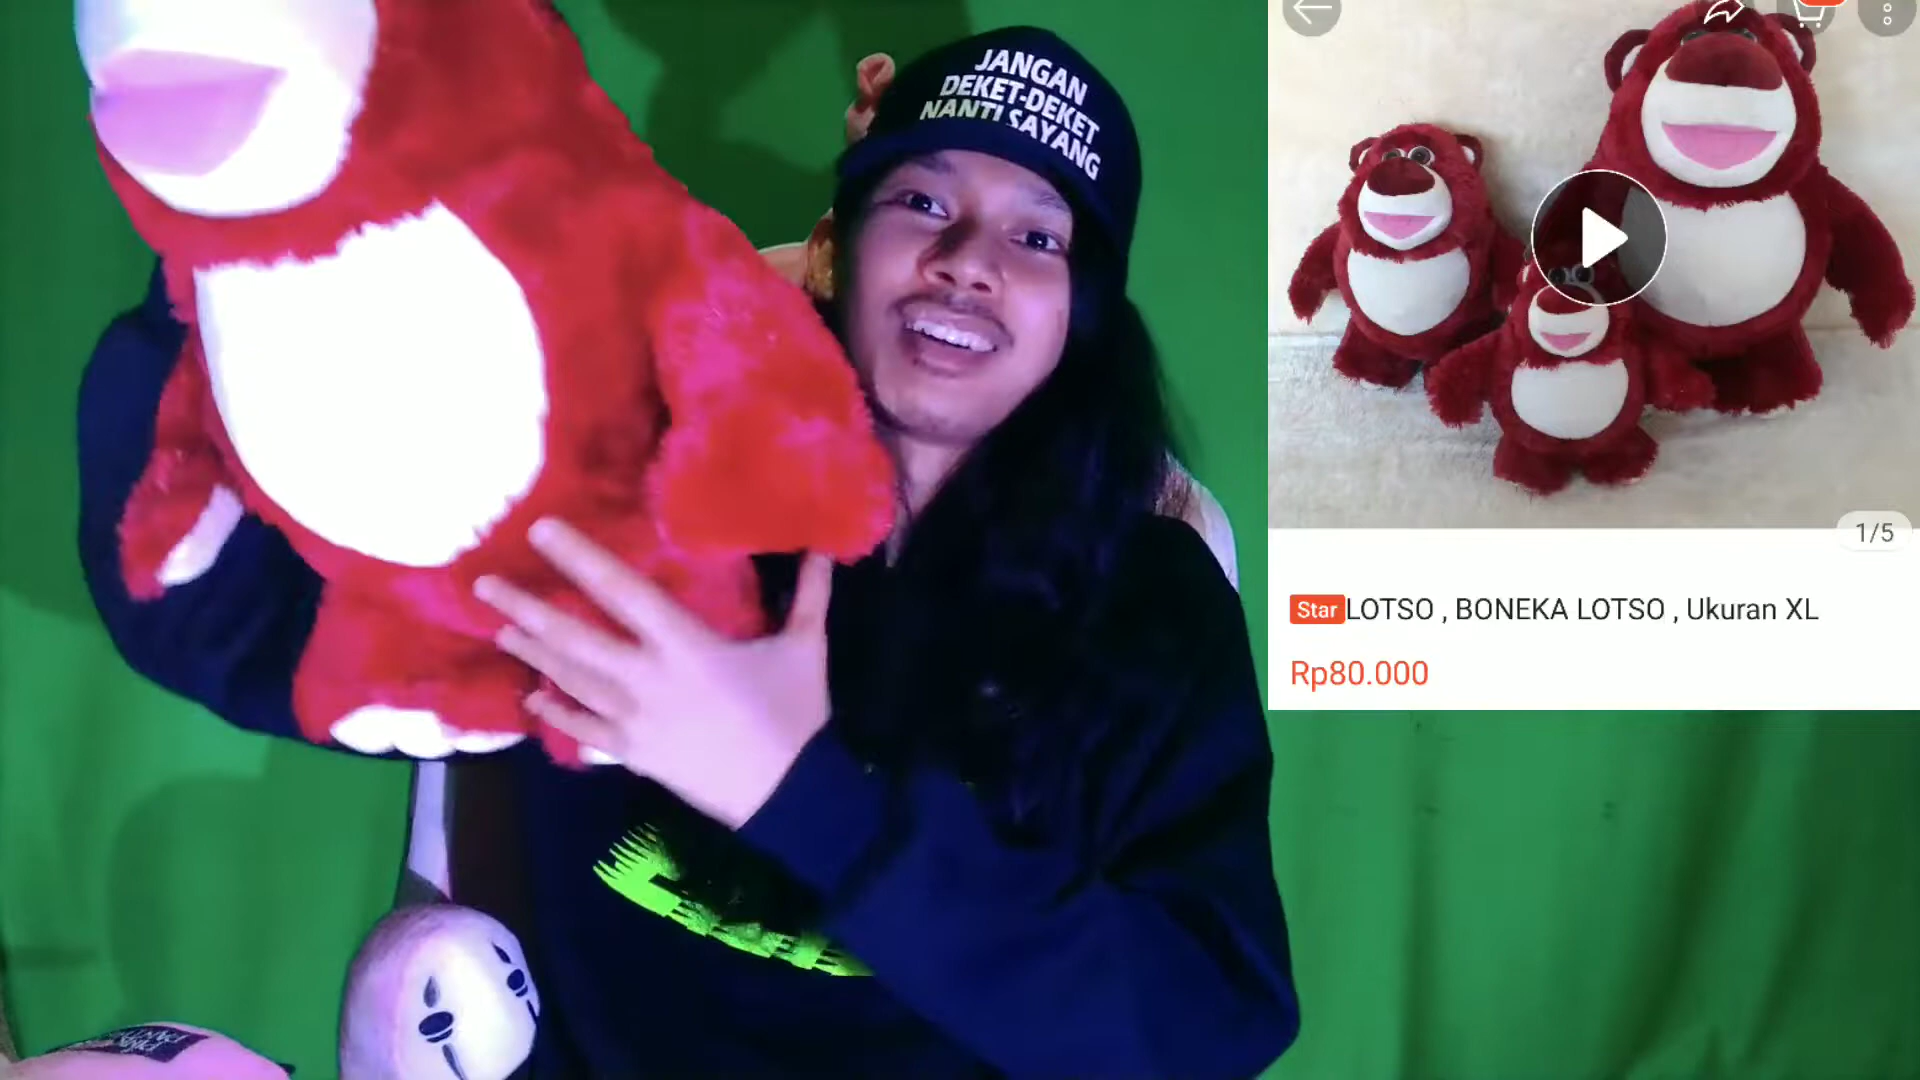 JANGAN
DEKET-DEKET
NANTI SAYANG
1/5
Star LOTSO , BONEKA LOTSO , Ukuran XL
Rp80.000